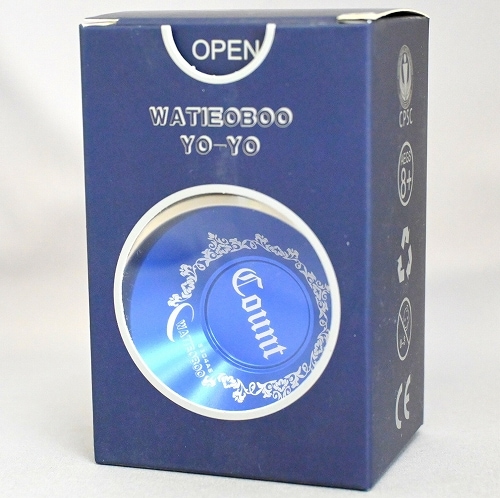 OPEN
WATIEOBOO
YO-YO
Count
WATIEOBOO
CPSC
8+
CE